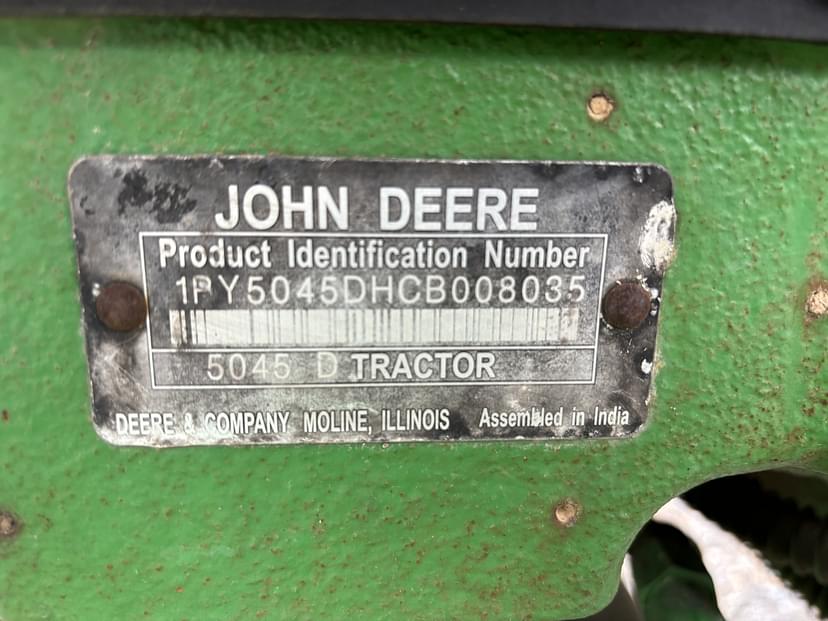 JOHN DEERE
Product Identification Number
1PY5045DHCB008035
5045 D TRACTOR
DEERE & COMPANY MOLINE, ILLINOIS Assembled in India